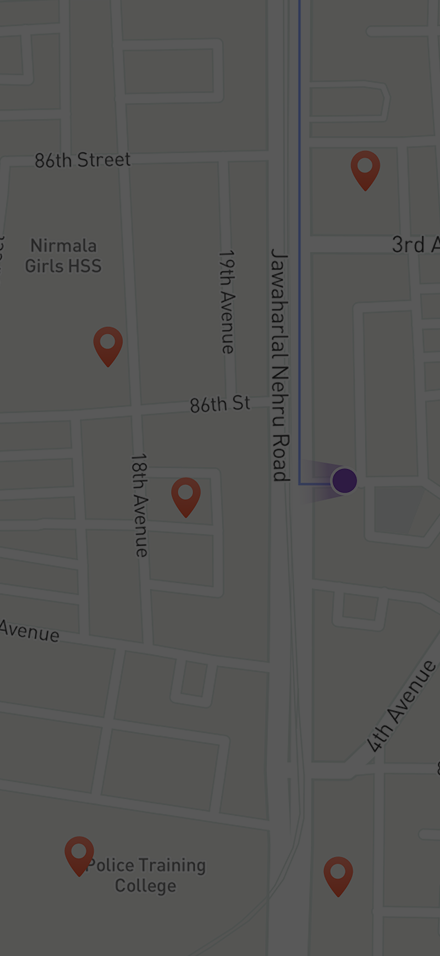 86th Street
3rd A
Nirmala
Girls HSS
19th Avenue
Jawaharlal Nehru Road
86th St
18th Avenue
Avenue
4th Avenue
Police Training
College